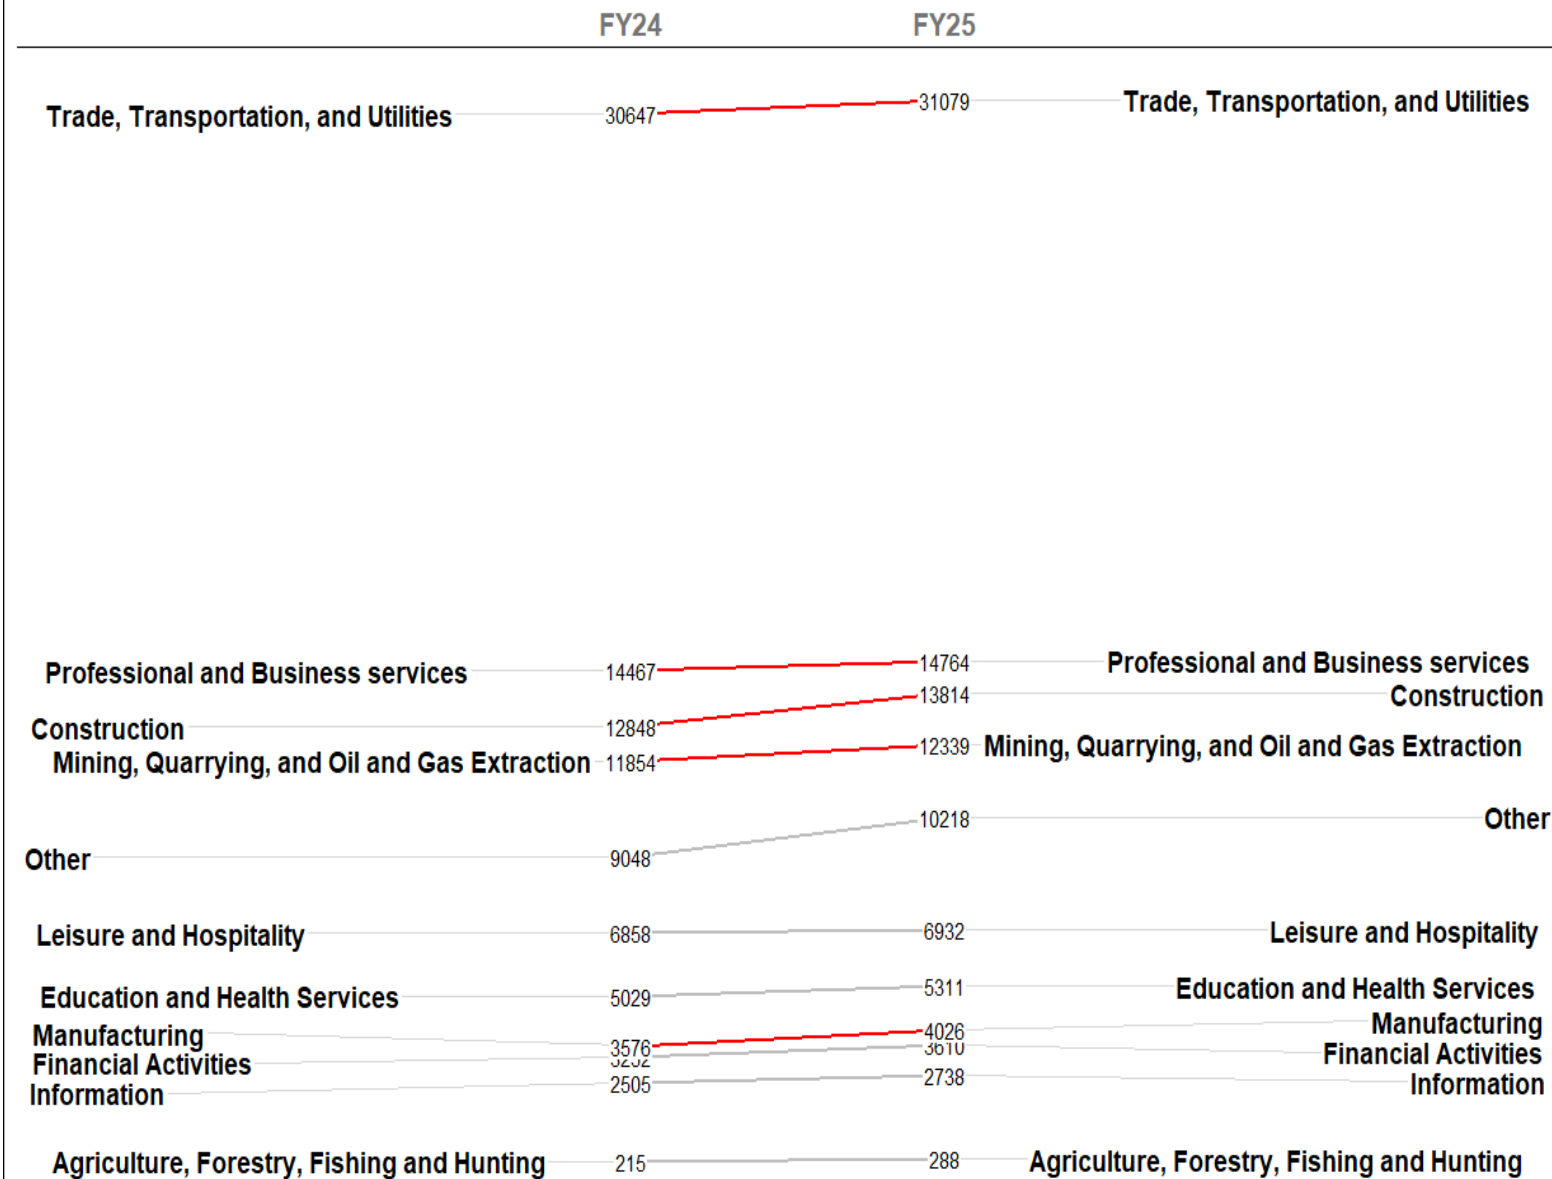 FY24 FY25
Trade, Transportation, and Utilities 30647 31079 Trade, Transportation, and Utilities
Professional and Business services 14467 14764 Professional and Business services
Construction 12848 13814 Construction
Mining, Quarrying, and Oil and Gas Extraction 11854 12339 Mining, Quarrying, and Oil and Gas Extraction
Other 9048 10218 Other
Leisure and Hospitality 6858 6932 Leisure and Hospitality
Education and Health Services 5029 5311 Education and Health Services
Manufacturing 3576 4026 Manufacturing
Financial Activities 3610 Financial Activities
Information 2505 2738 Information
Agriculture, Forestry, Fishing and Hunting 215 288 Agriculture, Forestry, Fishing and Hunting